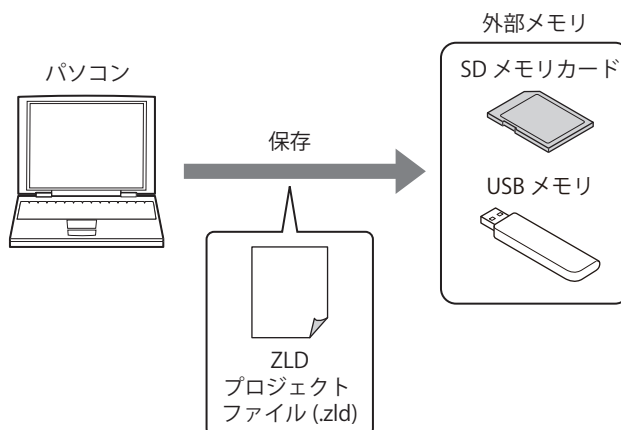 外部メモリ
パソコン
SD メモリカード
保存
USB メモリ
ZLD
プロジェクト
ファイル (.zld)